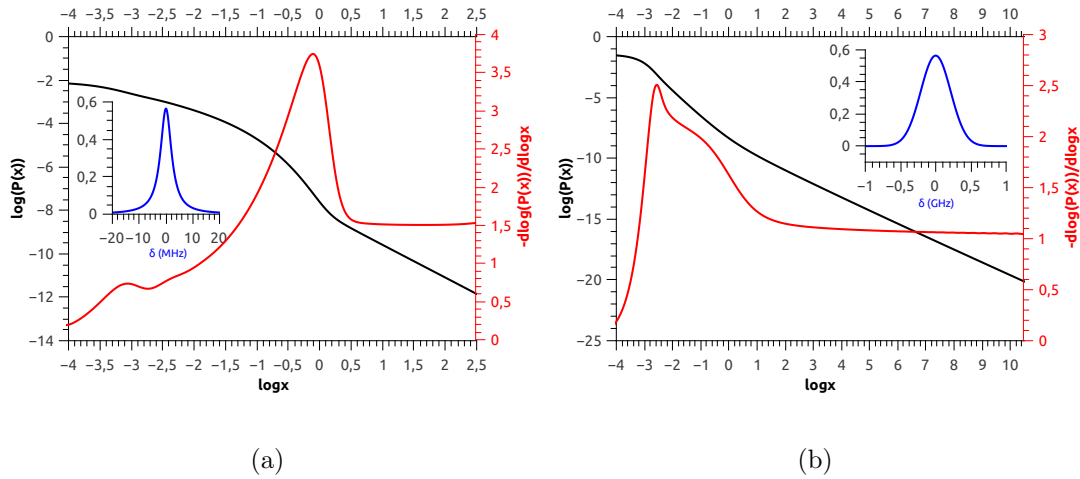 −4 −3,5 −3 −2,5 −2 −1,5 −1 −0,5 0 0,5 1 1,5 2 2,5
0 −2 −4 −6 −8 −10 −12 −14
log(P(x))
4 3,5 3 2,5 2 1,5 1 0,5 0
-dlog(P(x))/dlogx
0,6 0,4 0,2 0
−20 −10 0 10 20
δ (MHz)
−4 −3,5 −3 −2,5 −2 −1,5 −1 −0,5 0 0,5 1 1,5 2 2,5
logx
(a)
−4 −3 −2 −1 0 1 2 3 4 5 6 7 8 9 10
0 −5 −10 −15 −20 −25
log(P(x))
3 2,5 2 1,5 1 0,5 0
-dlog(P(x))/dlogx
0,6 0,4 0,2 0
−1 −0,5 0 0,5 1
δ (GHz)
−4 −3 −2 −1 0 1 2 3 4 5 6 7 8 9 10
logx
(b)